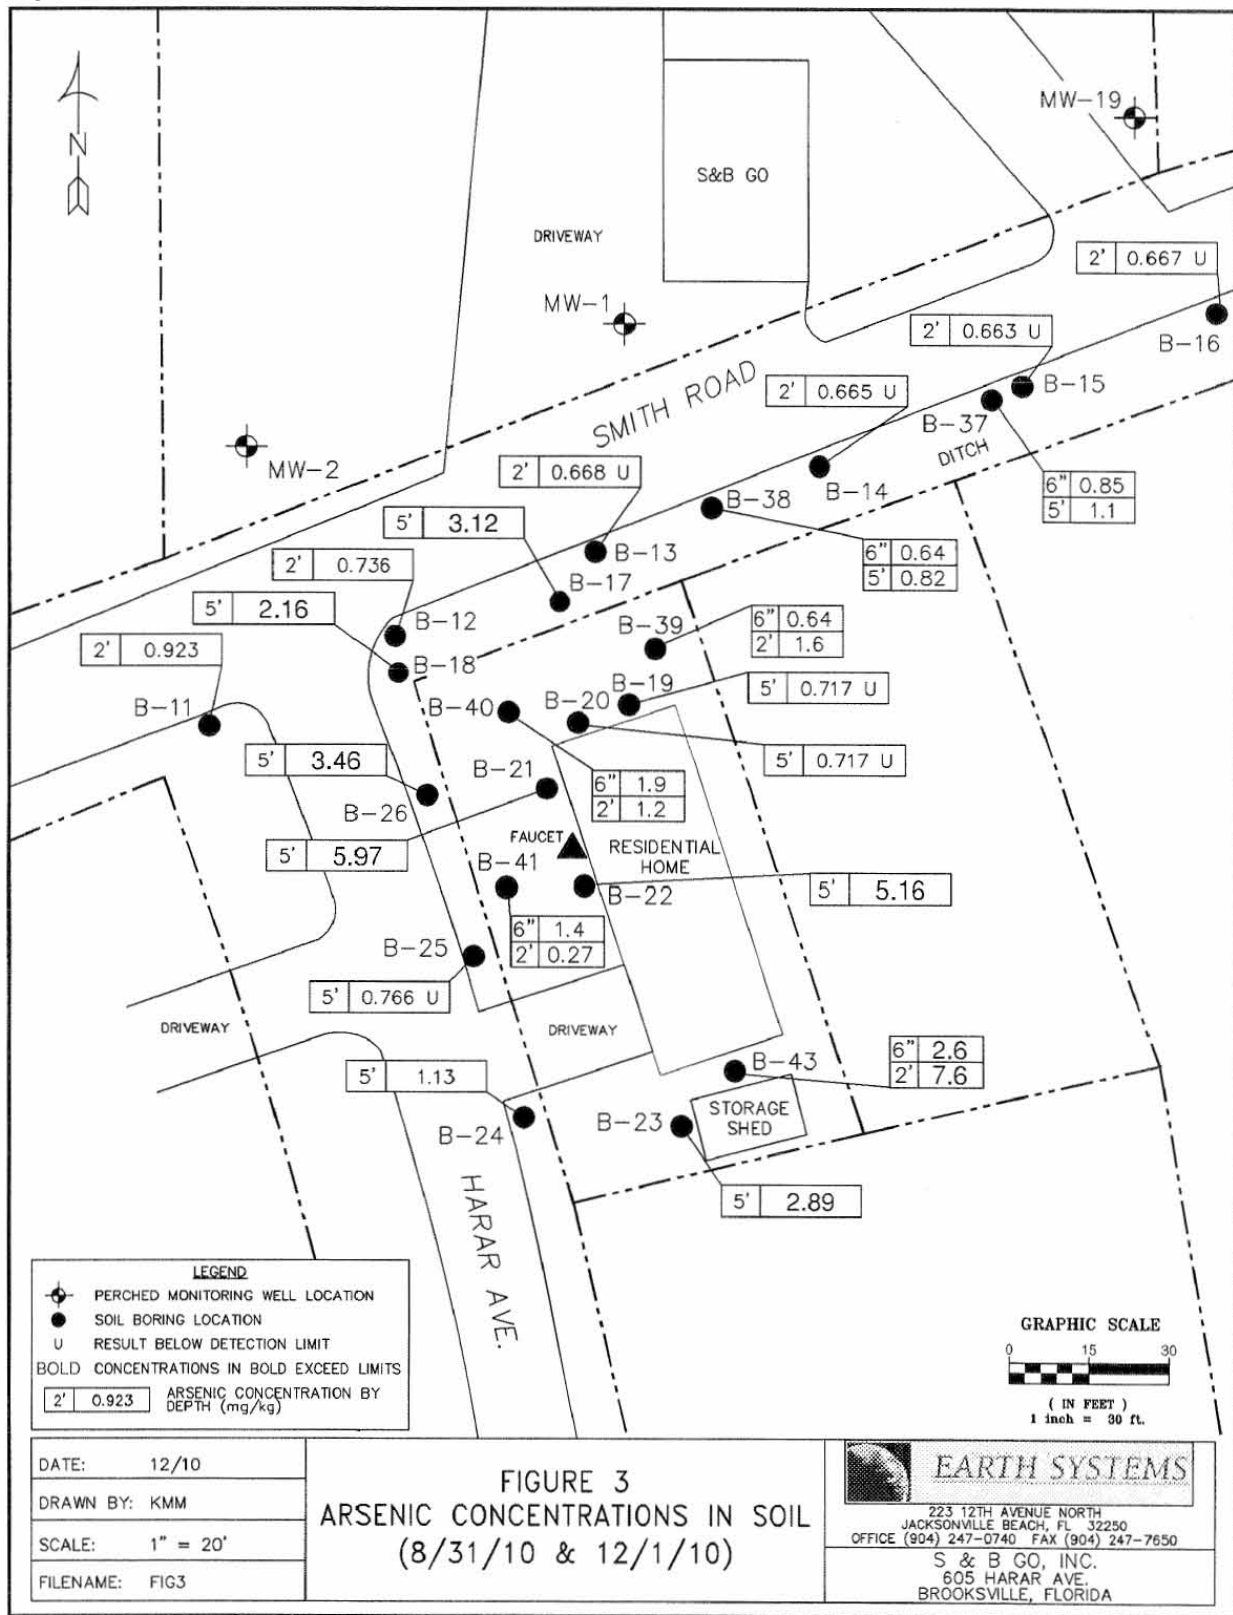 N
MW-19
S&B GO
DRIVEWAY
2' 0.667 U
MW-1
B-16
2' 0.663 U
SMITH ROAD
2' 0.665 U
B-15
B-37
DITCH
MW-2
2' 0.668 U
B-14
6" 0.85
5' 1.1
B-38
5' 3.12
B-13
6" 0.64
5' 0.82
2' 0.736
B-17
5' 2.16
B-12
B-39
6" 0.64
2' 1.6
2' 0.923
B-18
B-19
5' 0.717 U
B-11
B-40
B-20
5' 0.717 U
5' 3.46
B-21
6" 1.9
2' 1.2
B-26
FAUCET
RESIDENTIAL
HOME
5' 5.97
B-41
B-22
5' 5.16
6" 1.4
2' 0.27
B-25
5' 0.766 U
DRIVEWAY
DRIVEWAY
B-43
6" 2.6
2' 7.6
5' 1.13
STORAGE
SHED
B-24
B-23
5' 2.89
HARAR AVE.
LEGEND
PERCHED MONITORING WELL LOCATION
SOIL BORING LOCATION
U RESULT BELOW DETECTION LIMIT
BOLD CONCENTRATIONS IN BOLD EXCEED LIMITS
2' 0.923 ARSENIC CONCENTRATION BY
DEPTH (mg/kg)
GRAPHIC SCALE
0 15 30
( IN FEET )
1 inch = 30 ft.
DATE: 12/10
DRAWN BY: KMM
SCALE: 1" = 20'
FILENAME: FIG3
FIGURE 3
ARSENIC CONCENTRATIONS IN SOIL
(8/31/10 & 12/1/10)
EARTH SYSTEMS
223 12TH AVENUE NORTH
JACKSONVILLE BEACH, FL 32250
OFFICE (904) 247-0740 FAX (904) 247-7650
S & B GO, INC.
605 HARAR AVE.
BROOKSVILLE, FLORIDA